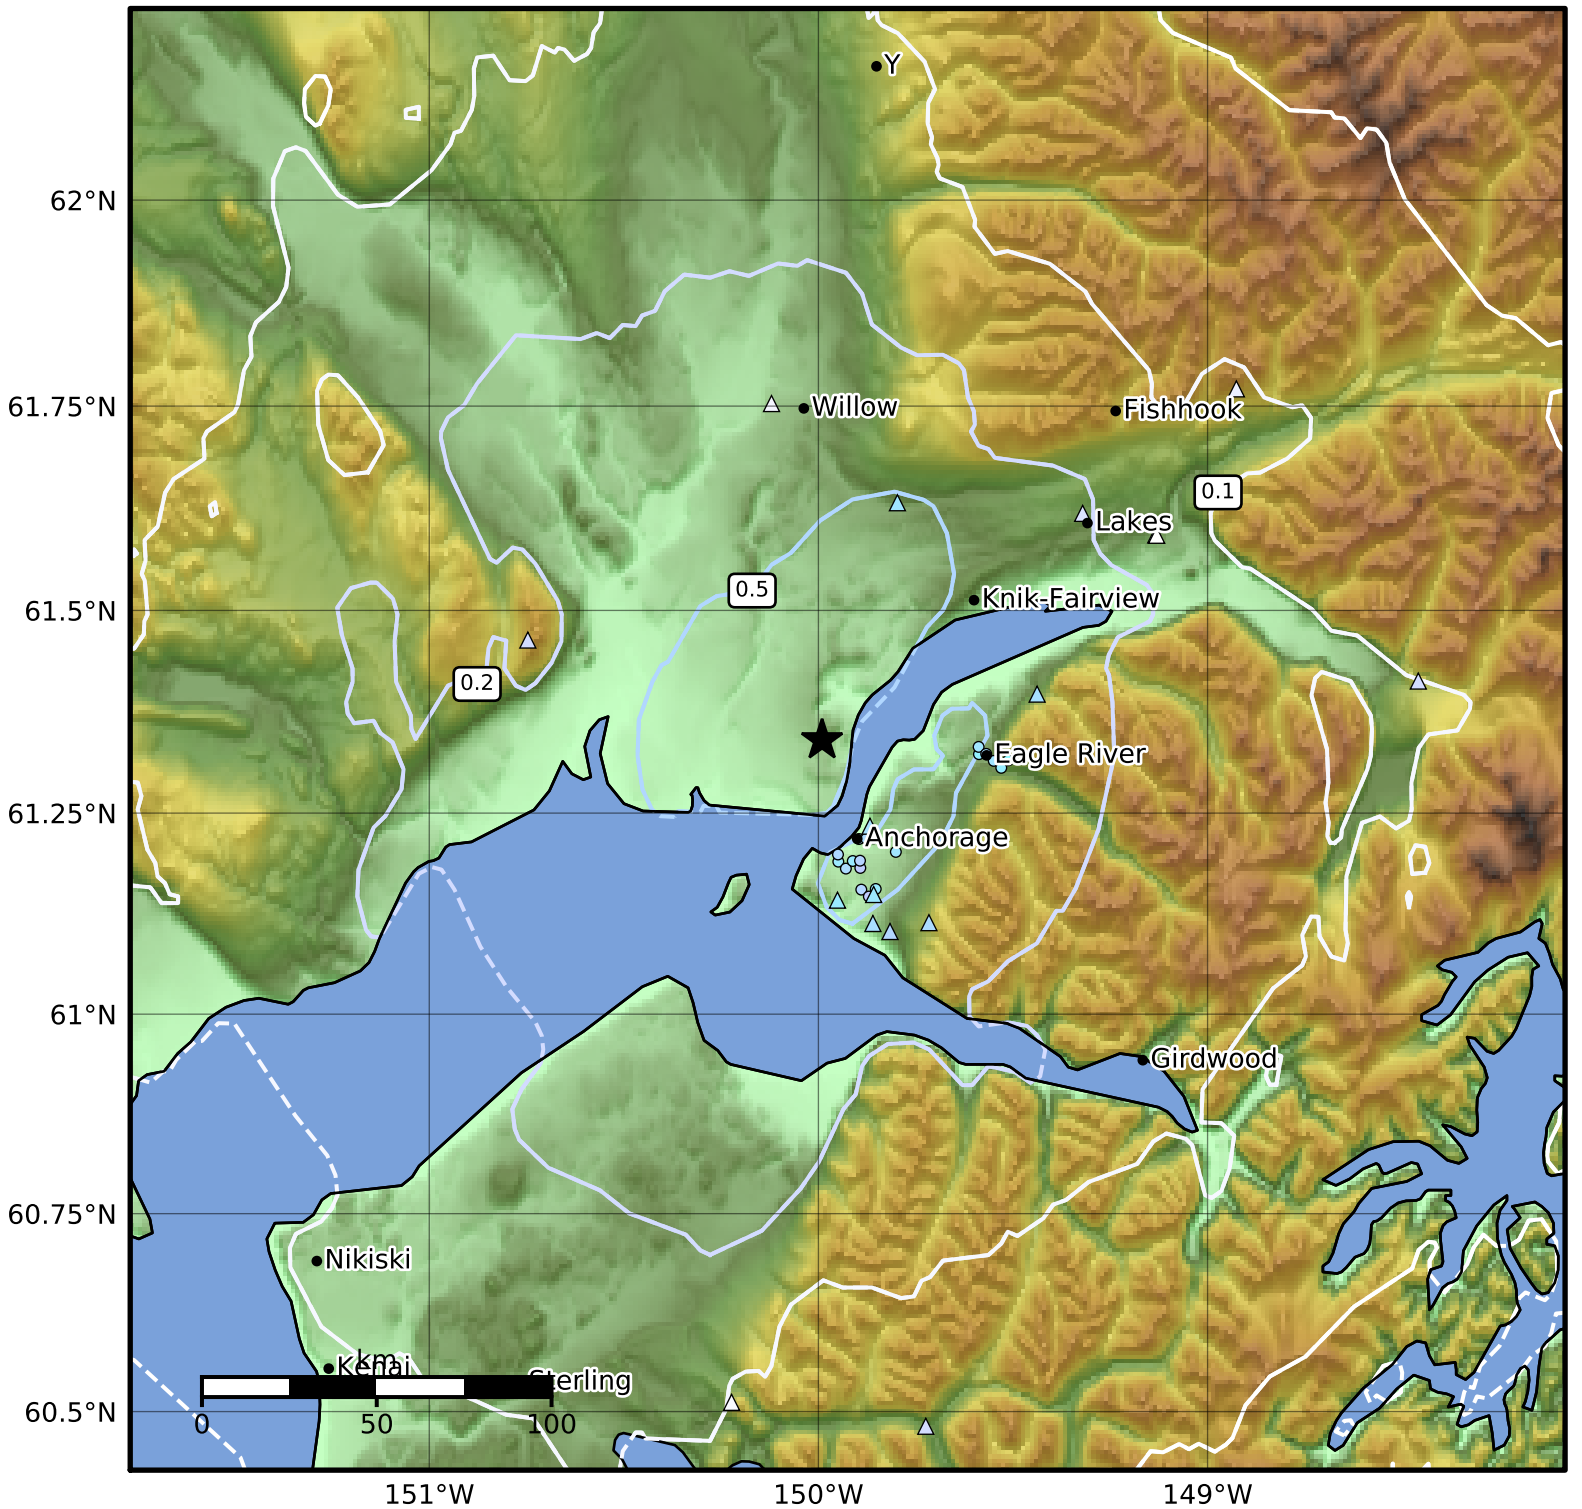 Y
62°N
61.75°N
Willow
Fishhook
0.1
Lakes
0.5
61.5°N
Knik-Fairview
0.2
Eagle River
61.25°N
Anchorage
61°N
Girdwood
60.75°N
Nikiski
km
Kenai
Sterling
0 50 100
60.5°N
151°W 150°W 149°W